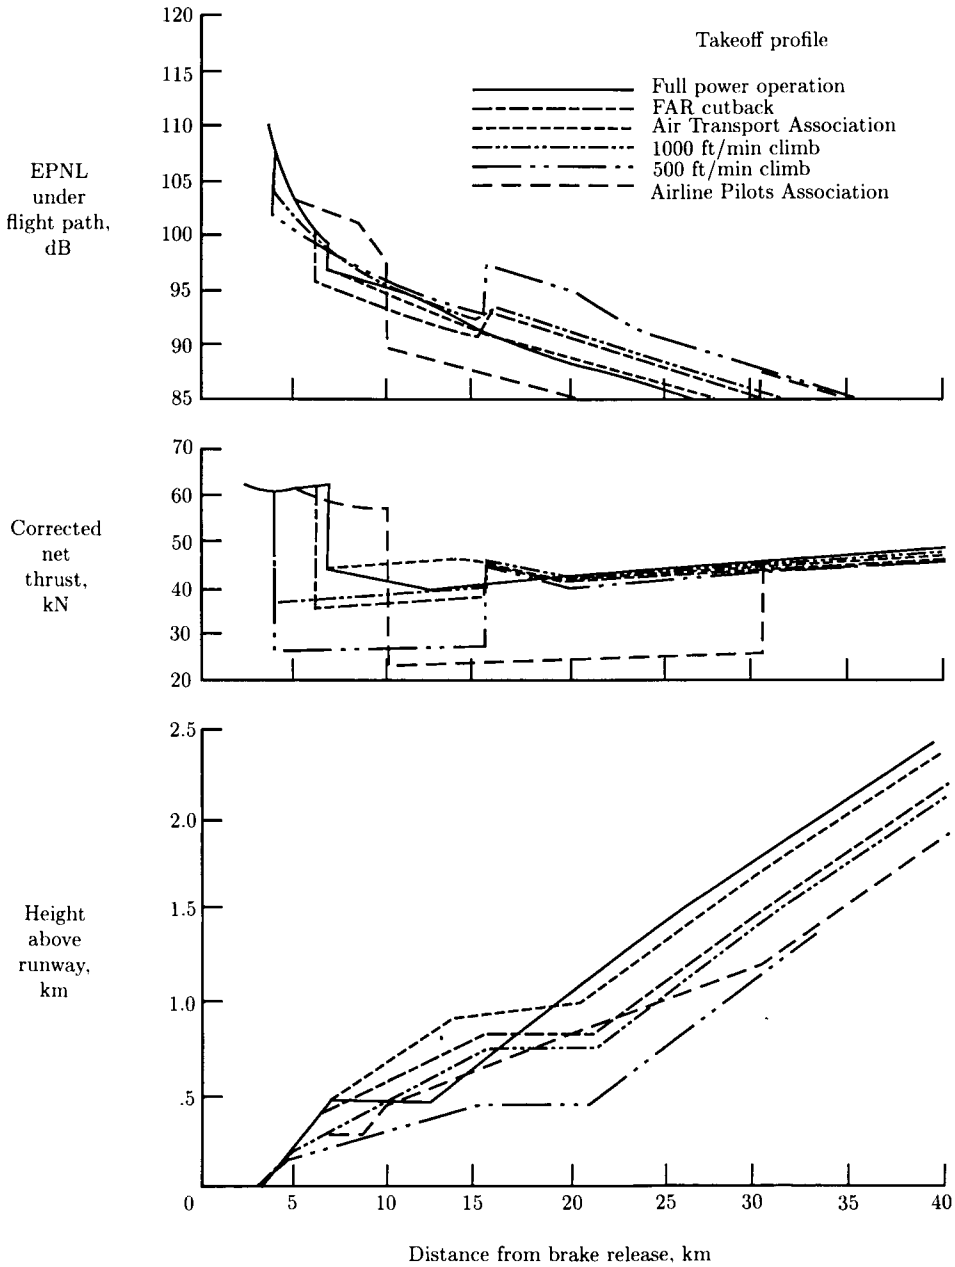 120
115
110
105
100
95
90
85
EPNL
under
flight path,
dB
Takeoff profile
Full power operation
FAR cutback
Air Transport Association
1000 ft/min climb
500 ft/min climb
Airline Pilots Association
70
60
50
40
30
20
Corrected
net
thrust,
kN
2.5
2.0
1.5
1.0
.5
Height
above
runway,
km
0 5 10 15 20 25 30 35 40
Distance from brake release, km